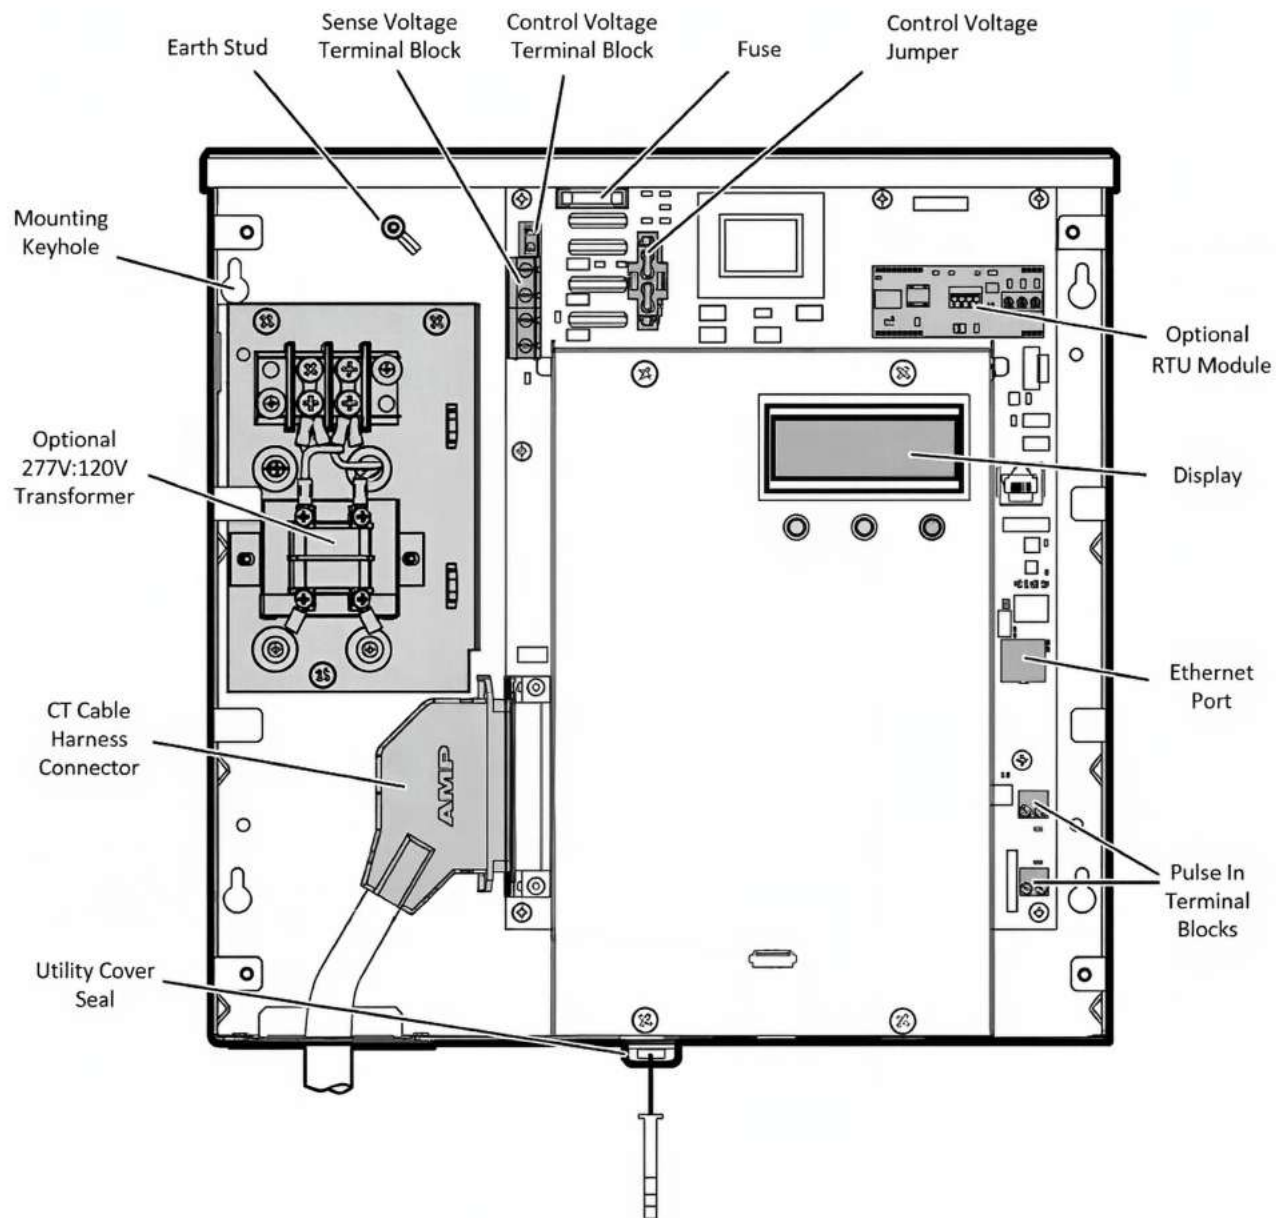 Earth Stud
Sense Voltage
Terminal Block
Control Voltage
Terminal Block
Fuse
Control Voltage
Jumper
Mounting
Keyhole
Optional
RTU Module
Optional
277V:120V
Transformer
Display
CT Cable
Harness
Connector
AMP
Ethernet
Port
Pulse In
Terminal
Blocks
Utility Cover
Seal